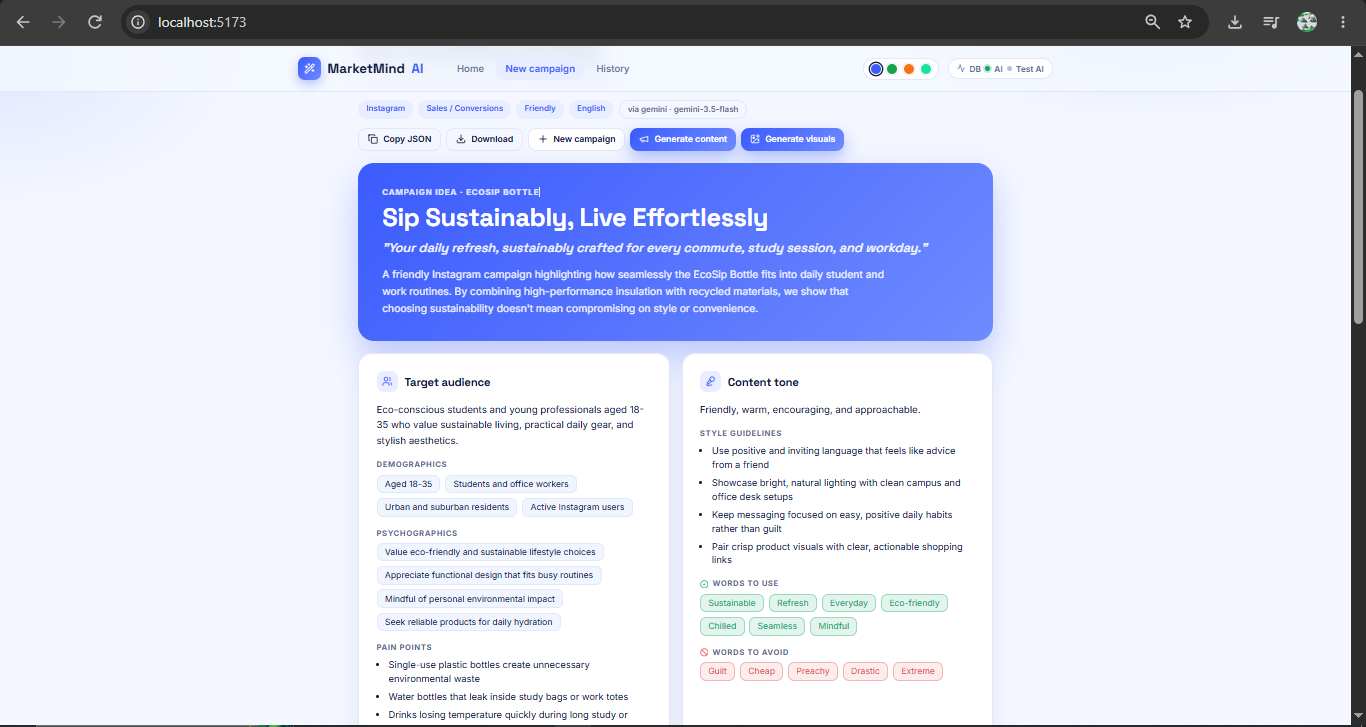 localhost:5173
MarketMind AI
Home
New campaign
History
DB
AI
Test AI
Instagram
Sales / Conversions
Friendly
English
via gemini · gemini-3.5-flash
Copy JSON
Download
New campaign
Generate content
Generate visuals
CAMPAIGN IDEA - ECOSIP BOTTLE
Sip Sustainably, Live Effortlessly
"Your daily refresh, sustainably crafted for every commute, study session, and workday."
A friendly Instagram campaign highlighting how seamlessly the EcoSip Bottle fits into daily student and
work routines. By combining high-performance insulation with recycled materials, we show that
choosing sustainability doesn't mean compromising on style or convenience.
Target audience
Eco-conscious students and young professionals aged 18-
35 who value sustainable living, practical daily gear, and
stylish aesthetics.
DEMOGRAPHICS
Aged 18-35
Students and office workers
Urban and suburban residents
Active Instagram users
PSYCHOGRAPHICS
Value eco-friendly and sustainable lifestyle choices
Appreciate functional design that fits busy routines
Mindful of personal environmental impact
Seek reliable products for daily hydration
PAIN POINTS
Single-use plastic bottles create unnecessary
environmental waste
Water bottles that leak inside study bags or work totes
Drinks losing temperature quickly during long study or
Content tone
Friendly, warm, encouraging, and approachable.
STYLE GUIDELINES
Use positive and inviting language that feels like advice
from a friend
Showcase bright, natural lighting with clean campus and
office desk setups
Keep messaging focused on easy, positive daily habits
rather than guilt
Pair crisp product visuals with clear, actionable shopping
links
WORDS TO USE
Sustainable
Refresh
Everyday
Eco-friendly
Chilled
Seamless
Mindful
WORDS TO AVOID
Guilt
Cheap
Preachy
Drastic
Extreme